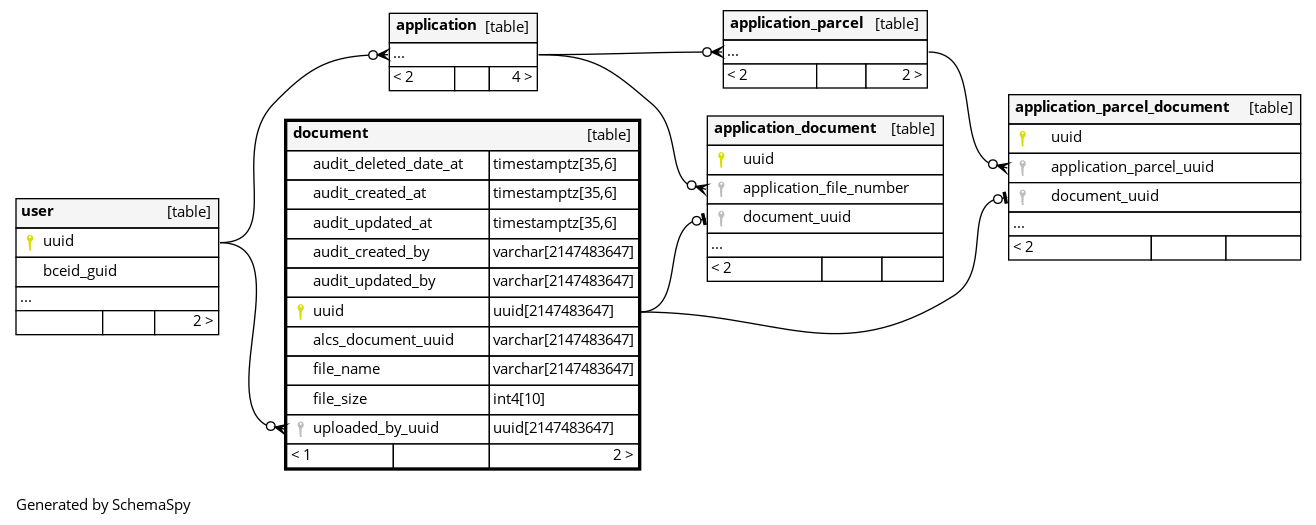 application [table]
...
< 2 4 >
application_parcel [table]
...
< 2 2 >
application_parcel_document [table]
uuid
application_parcel_uuid
document_uuid
...
< 2
application_document [table]
uuid
application_file_number
document_uuid
...
< 2
document [table]
audit_deleted_date_at timestamptz[35,6]
audit_created_at timestamptz[35,6]
audit_updated_at timestamptz[35,6]
audit_created_by varchar[2147483647]
audit_updated_by varchar[2147483647]
uuid uuid[2147483647]
alcs_document_uuid varchar[2147483647]
file_name varchar[2147483647]
file_size int4[10]
uploaded_by_uuid uuid[2147483647]
< 1 2 >
user [table]
uuid
bceid_guid
...
2 >
Generated by SchemaSpy